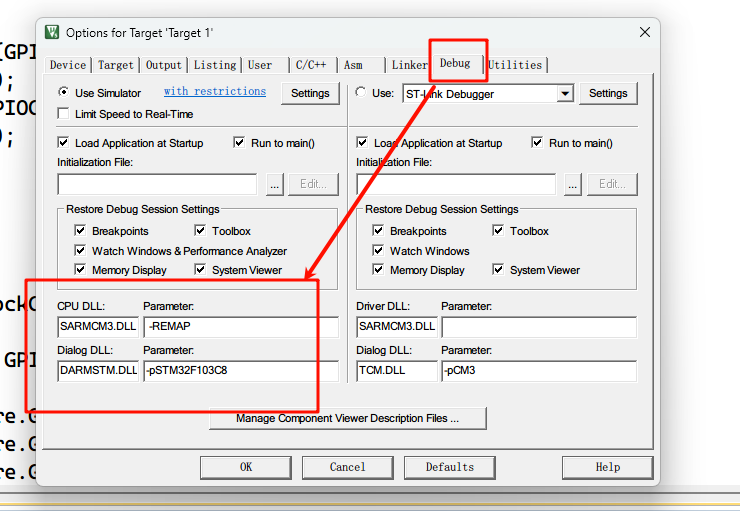 Options for Target 'Target 1'
Device Target Output Listing User C/C++ Asm Linker Debug Utilities
Use Simulator with restrictions Settings
Limit Speed to Real-Time
Use: ST-Link Debugger Settings
Load Application at Startup Run to main()
Initialization File:
... Edit...
Restore Debug Session Settings
Breakpoints Toolbox
Watch Windows & Performance Analyzer
Memory Display System Viewer
CPU DLL: Parameter:
SARMCM3.DLL -REMAP
Dialog DLL: Parameter:
DARMSTM.DLL -pSTM32F103C8
Load Application at Startup Run to main()
Initialization File:
... Edit...
Restore Debug Session Settings
Breakpoints Toolbox
Watch Windows
Memory Display System Viewer
Driver DLL: Parameter:
SARMCM3.DLL
Dialog DLL: Parameter:
TCM.DLL -pCM3
Manage Component Viewer Description Files ...
OK Cancel Defaults Help
(GPI
);
PIOC
);
ockC
GPI
re.G
re.G
re.G